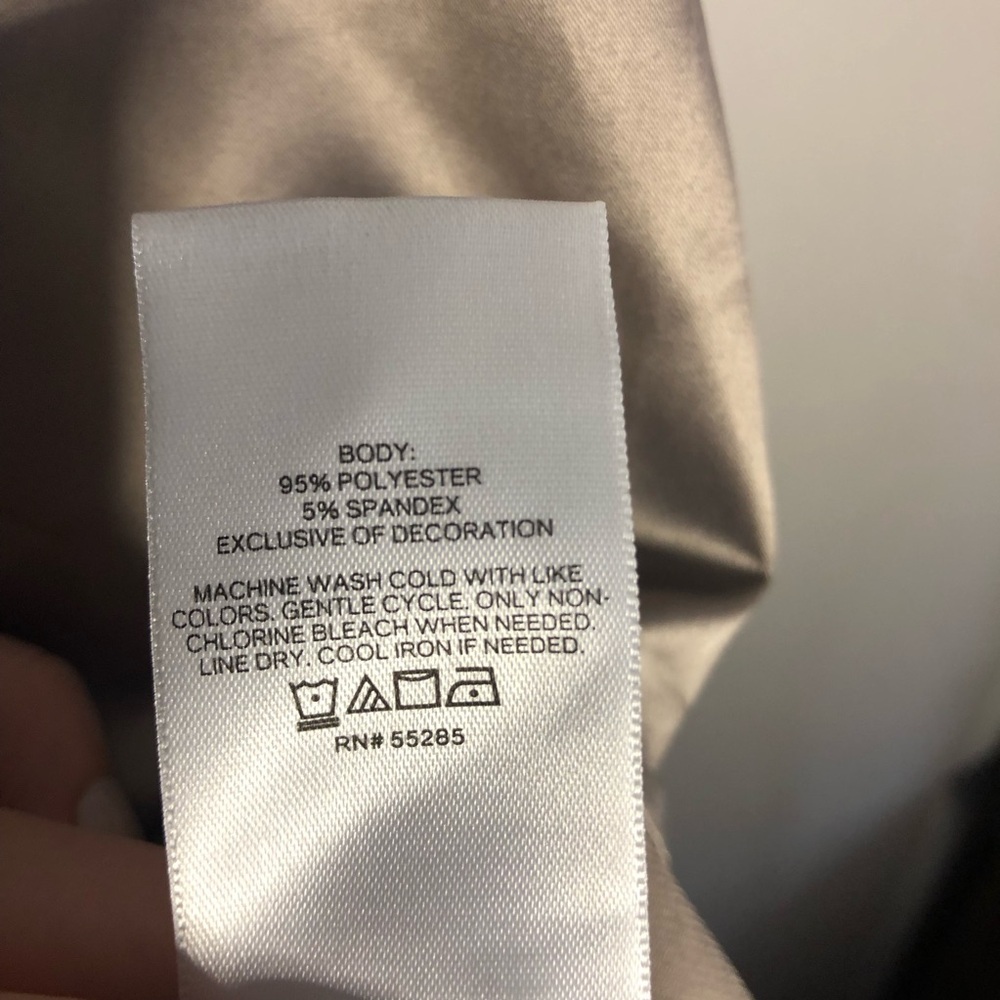 BODY:
95% POLYESTER
5% SPANDEX
EXCLUSIVE OF DECORATION
MACHINE WASH COLD WITH LIKE
COLORS. GENTLE CYCLE. ONLY NON-
CHLORINE BLEACH WHEN NEEDED.
LINE DRY. COOL IRON IF NEEDED.
RN# 55285